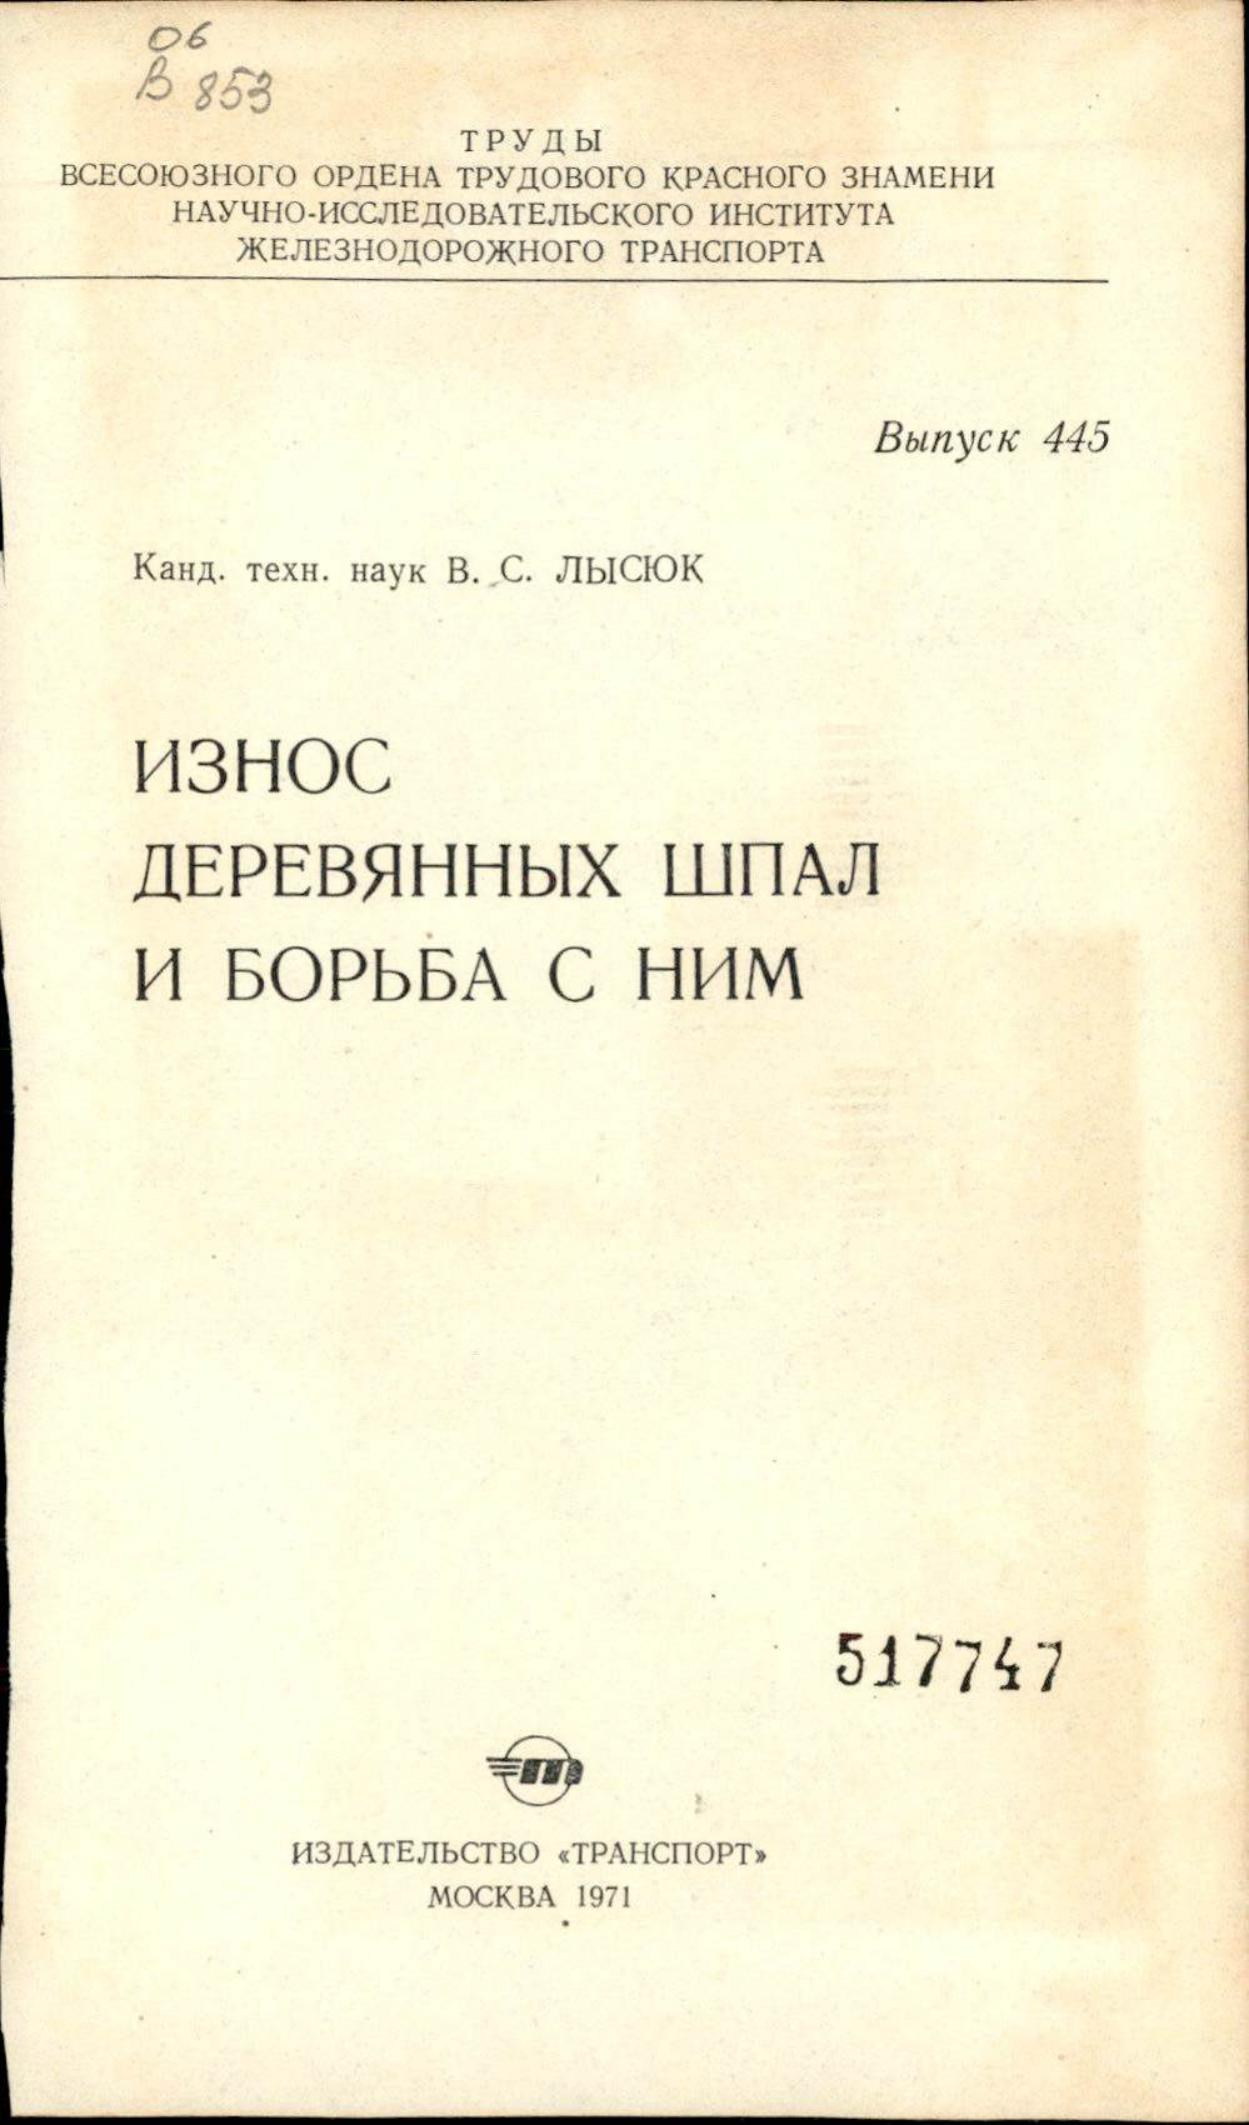 06
В 853
ТРУДЫ
ВСЕСОЮЗНОГО ОРДЕНА ТРУДОВОГО КРАСНОГО ЗНАМЕНИ
НАУЧНО-ИССЛЕДОВАТЕЛЬСКОГО ИНСТИТУТА
ЖЕЛЕЗНОДОРОЖНОГО ТРАНСПОРТА
Выпуск 445
Канд. техн. наук В. С. ЛЫСЮК
ИЗНОС
ДЕРЕВЯННЫХ ШПАЛ
И БОРЬБА С НИМ
517747
ИЗДАТЕЛЬСТВО «ТРАНСПОРТ»
МОСКВА 1971